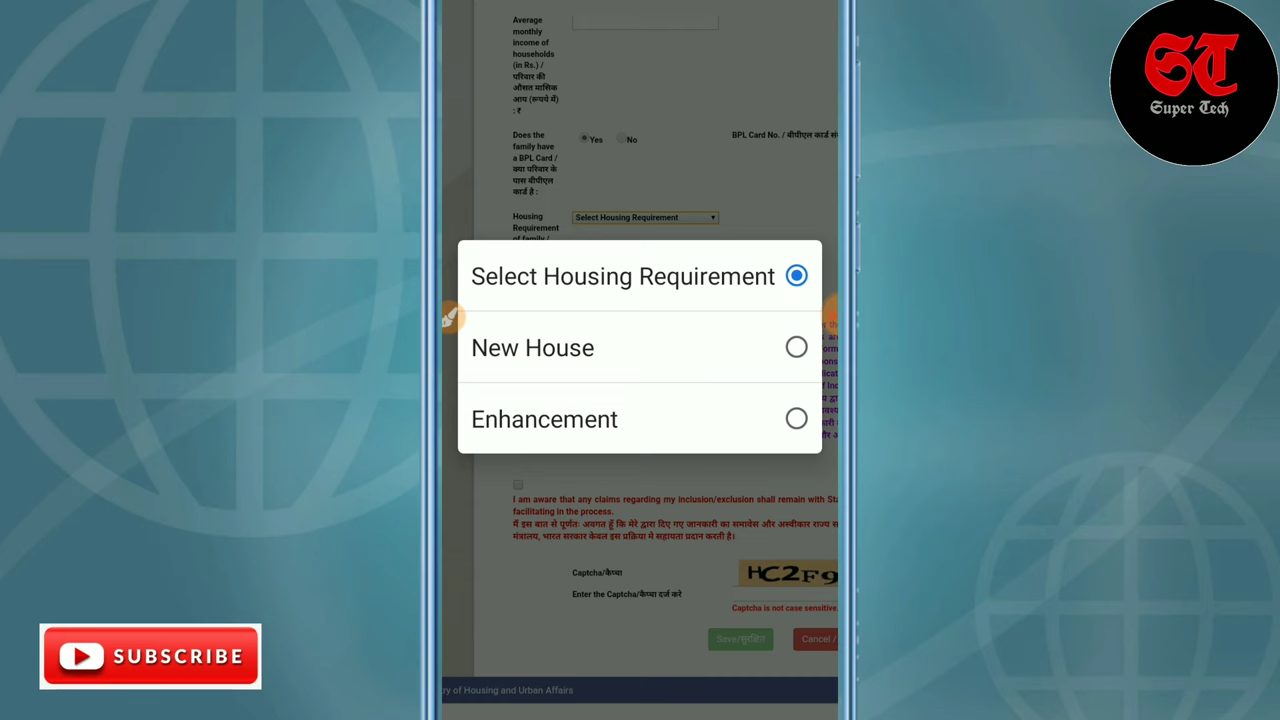 Average
monthly
income of
households
(in Rs.) /
परिवार की
औसत मासिक
आय (रूपये में)
: ₹
Does the
family have
a BPL Card /
क्या परिवार के
पास बीपीएल
कार्ड है :
Yes
No
BPL Card No. / बीपीएल कार्ड
Housing
Requirement
of family /
Select Housing Requirement
Select Housing Requirement
New House
Enhancement
I am aware that any claims regarding my inclusion/exclusion shall remain with
facilitating in the process.
में इस बात से पूर्णतः अवगत हूँ कि मेरे द्वारा दिए गए जानकारी का समावेस और अस्वीकार राज्य
मंत्रालय, भारत सरकार केवल इस प्रक्रिया मे सहायता प्रदान करती है।
Captcha/कैप्चा
HC2F9
Enter the Captcha/कैप्चा दर्ज करे
Captcha is not case sensitive.
Save/सुरक्षित
Cancel /
of Housing and Urban Affairs
ST
Super Tech
SUBSCRIBE